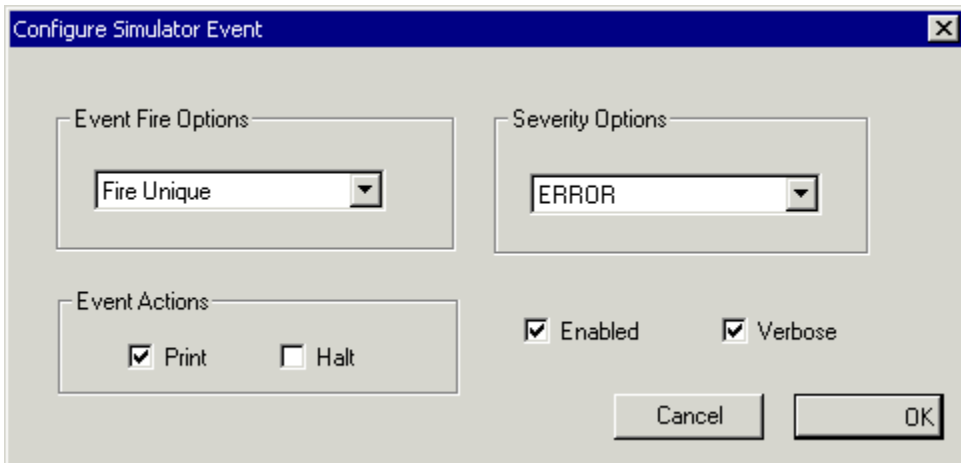 Configure Simulator Event
Event Fire Options
Severity Options
Fire Unique
ERROR
Event Actions
Print
Halt
Enabled
Verbose
Cancel
OK